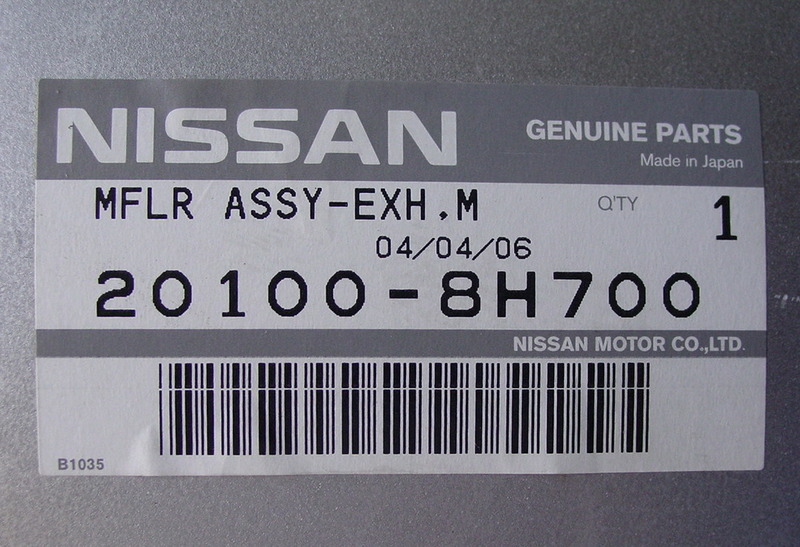 NISSAN
GENUINE PARTS
Made in Japan
MFLR ASSY-EXH.M
Q'TY 1
04/04/06
20100-8H700
NISSAN MOTOR CO.,LTD.
B1035